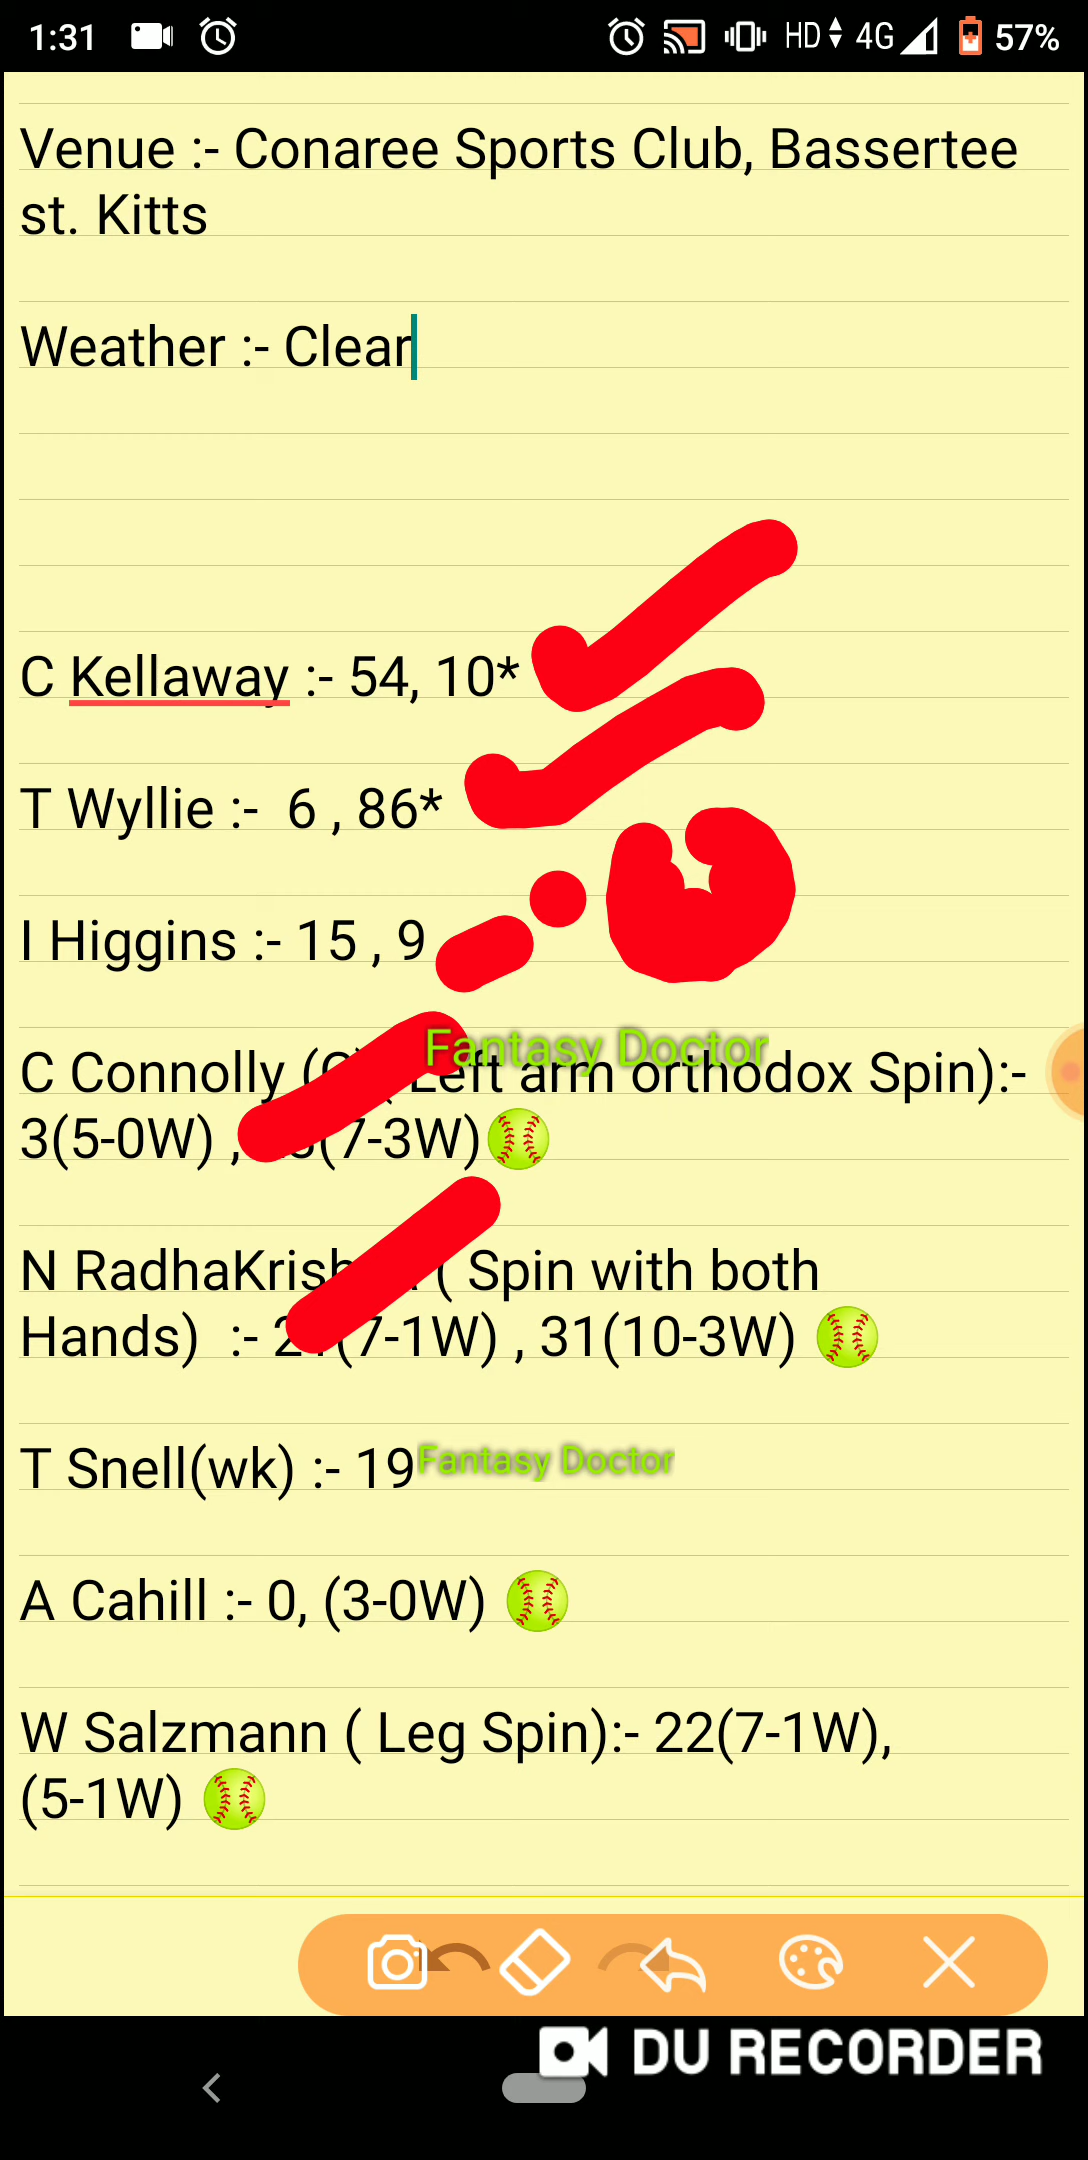 1:31 HD 4G 57%
Venue :- Conaree Sports Club, Bassertee
st. Kitts
Weather :- Clear
C Kellaway :- 54, 10*
T Wyllie :- 6 , 86*
I Higgins :- 15 , 9
Fantasy Doctor
C Connolly Left arm orthodox Spin):-
3(5-0W) , (7-3W)
N ( Spin with both
Hands) :- (7-1W) , 31(10-3W)
T Snell(wk) :- 19 Fantasy Doctor
A Cahill :- 0, (3-0W)
W Salzmann ( Leg Spin):- 22(7-1W),
(5-1W)
DU RECORDER